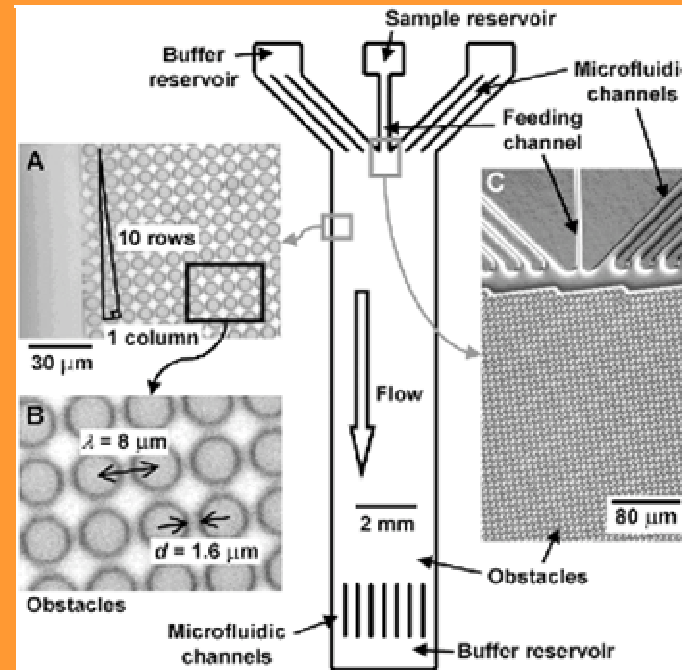 Sample reservoir
Buffer
reservoir
Microfluidic
channels
Feeding
channel
A
10 rows
1 column
30 μm
C
80 μm
Flow
2 mm
B
λ = 8 μm
d = 1.6 μm
Obstacles
Obstacles
Microfluidic
channels
Buffer reservoir